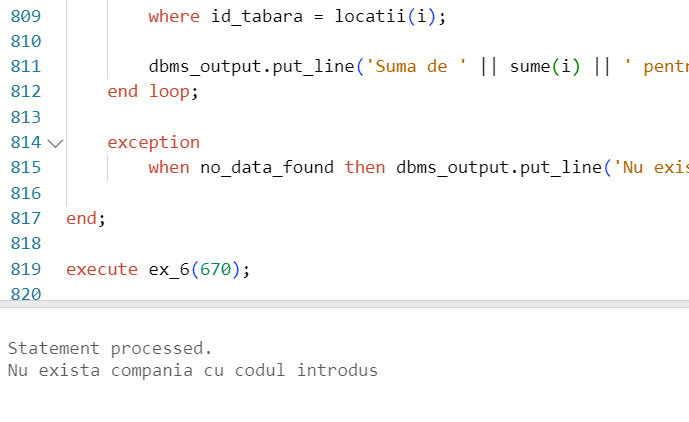 809 where id_tabara = locatii(i);
810
811 dbms_output.put_line('Suma de ' || sume(i) || ' pentr
812 end loop;
813
814 exception
815 when no_data_found then dbms_output.put_line('Nu exis
816
817 end;
818
819 execute ex_6(670);
820
Statement processed.
Nu exista compania cu codul introdus